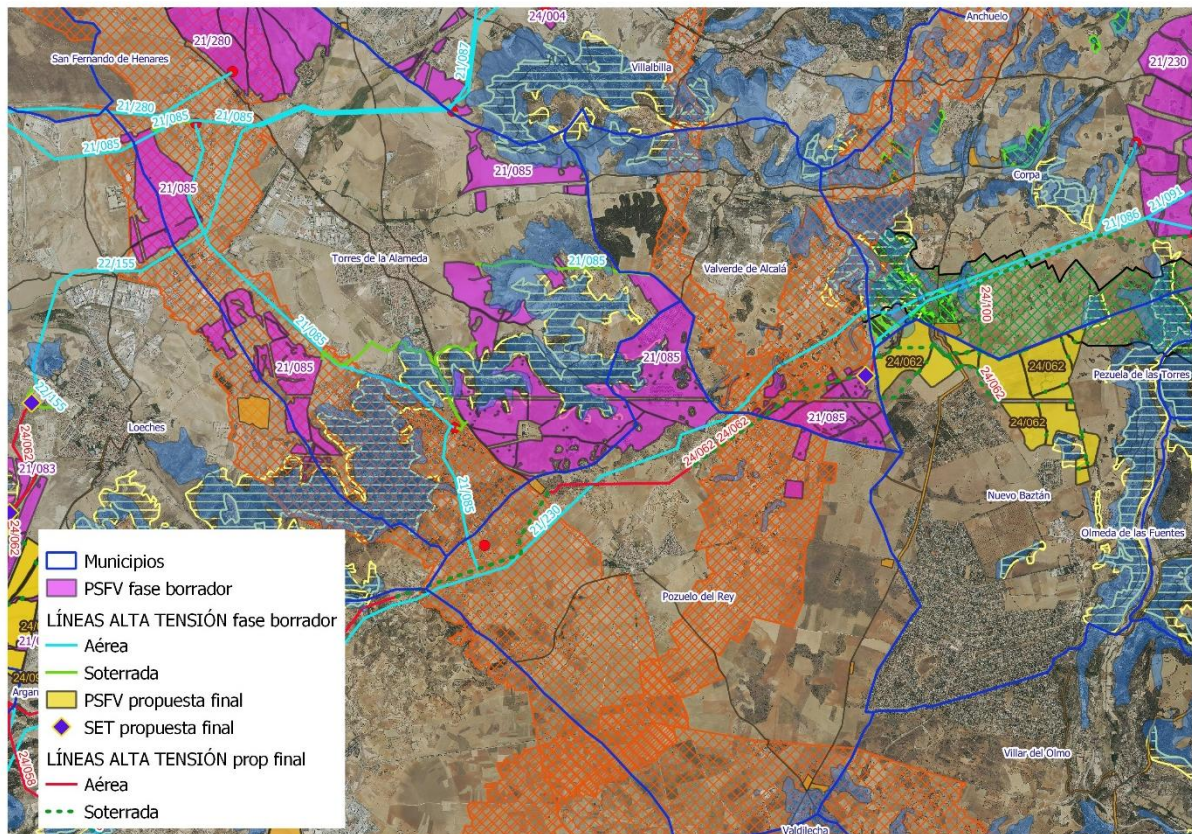 24/004
Anchuelo
21/280
San Fernando de Henares
21/087
Villalbilla
21/230
21/280
21/085
21/085
21/085
21/085
21/085
Corpa
21/091
21/086
22/155
Torres de la Alameda
21/085
Valverde de Alcalá
24/100
21/085
21/085
21/085
24/062
24/062
24/062
24/062
Pezuela de las Torres
21/085
22/155
24/062
Loeches
24/062
24/062
21/083
21/085
21/230
Nuevo Baztán
Olmeda de las Fuentes
24/062
Pozuelo del Rey
Municipios
PSFV fase borrador
LÍNEAS ALTA TENSIÓN fase borrador
Aérea
Soterrada
PSFV propuesta final
SET propuesta final
LÍNEAS ALTA TENSIÓN prop final
Aérea
Soterrada
24/058
Villar del Olmo
Valdilecha